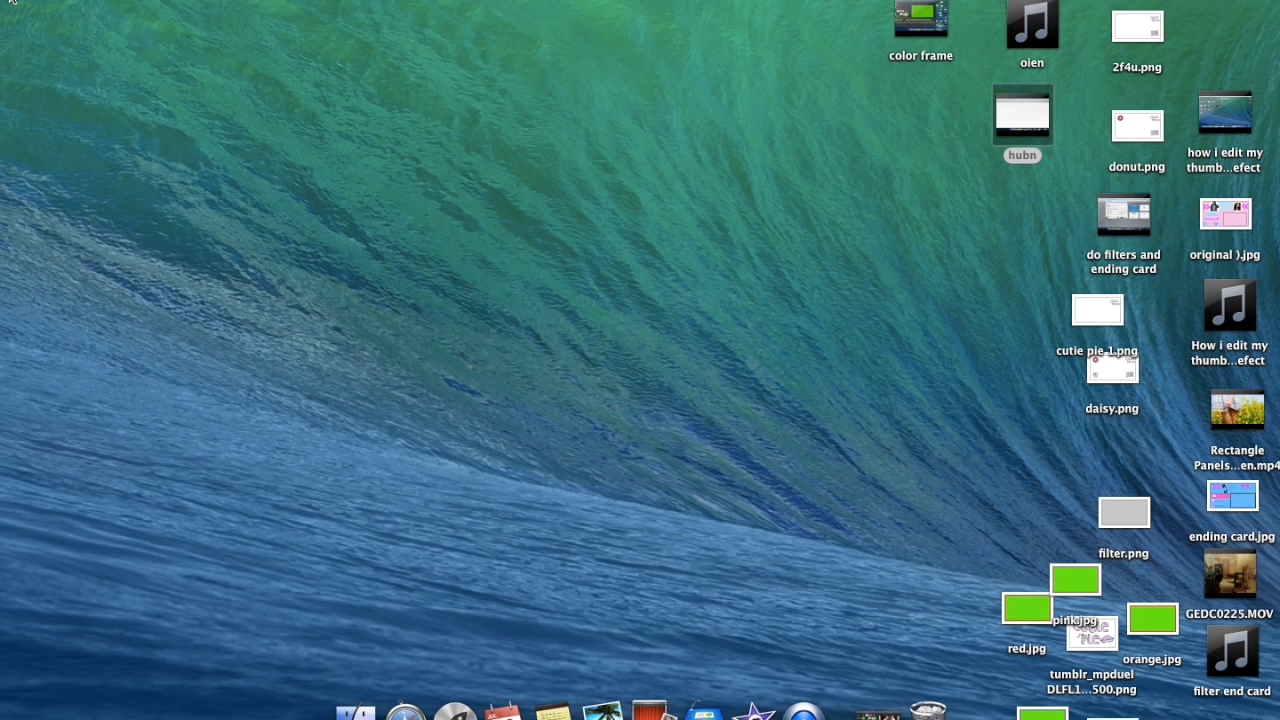 color frame
oien
2f4u.png
hubn
donut.png
how i edit my
thumb...efect
do filters and
ending card
original ).jpg
cutie pie 1.png
How i edit my
thumb...efect
daisy.png
Rectangle
Panels...en.mp4
filter.png
ending card.jpg
pink.jpg
GEDC0225.MOV
red.jpg
orange.jpg
tumblr_mpduel
DLFL1...500.png
filter end card